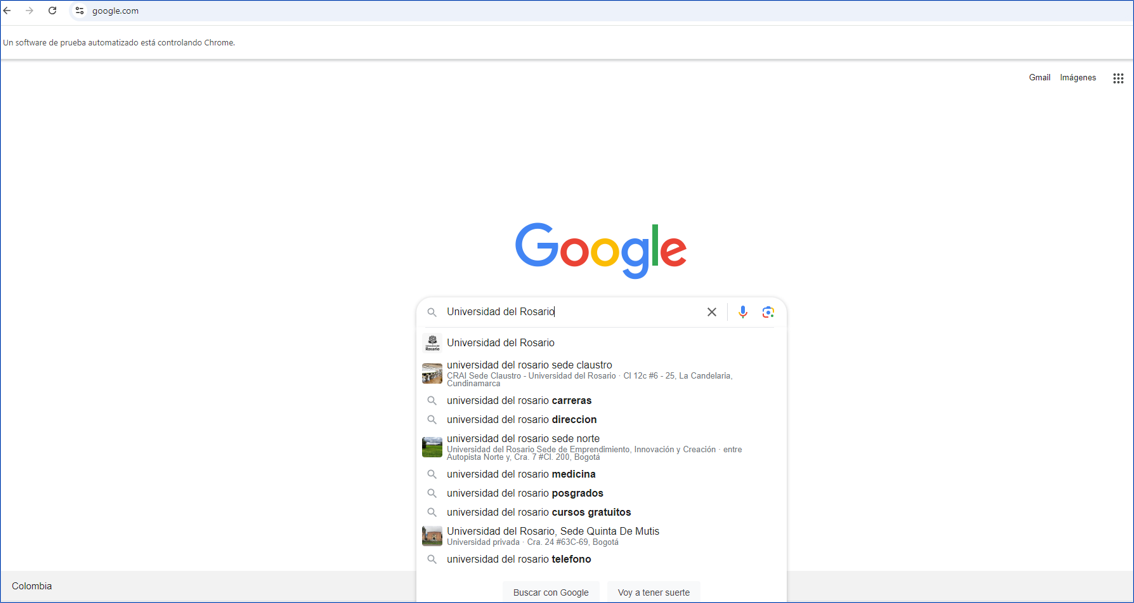 google.com
Un software de prueba automatizado está controlando Chrome.
Gmail Imágenes
Google
Universidad del Rosario
Universidad del Rosario
universidad del rosario sede claustro
CRAI Sede Claustro - Universidad del Rosario · Cl 12c #6 - 25, La Candelaria,
Cundinamarca
universidad del rosario carreras
universidad del rosario direccion
universidad del rosario sede norte
Universidad del Rosario Sede de Emprendimiento, Innovación y Creación · entre
Autopista Norte y, Cra. 7 #Cl. 200, Bogotá
universidad del rosario medicina
universidad del rosario posgrados
universidad del rosario cursos gratuitos
Universidad del Rosario, Sede Quinta De Mutis
Universidad privada · Cra. 24 #63C-69, Bogotá
universidad del rosario telefono
Colombia
Buscar con Google Voy a tener suerte